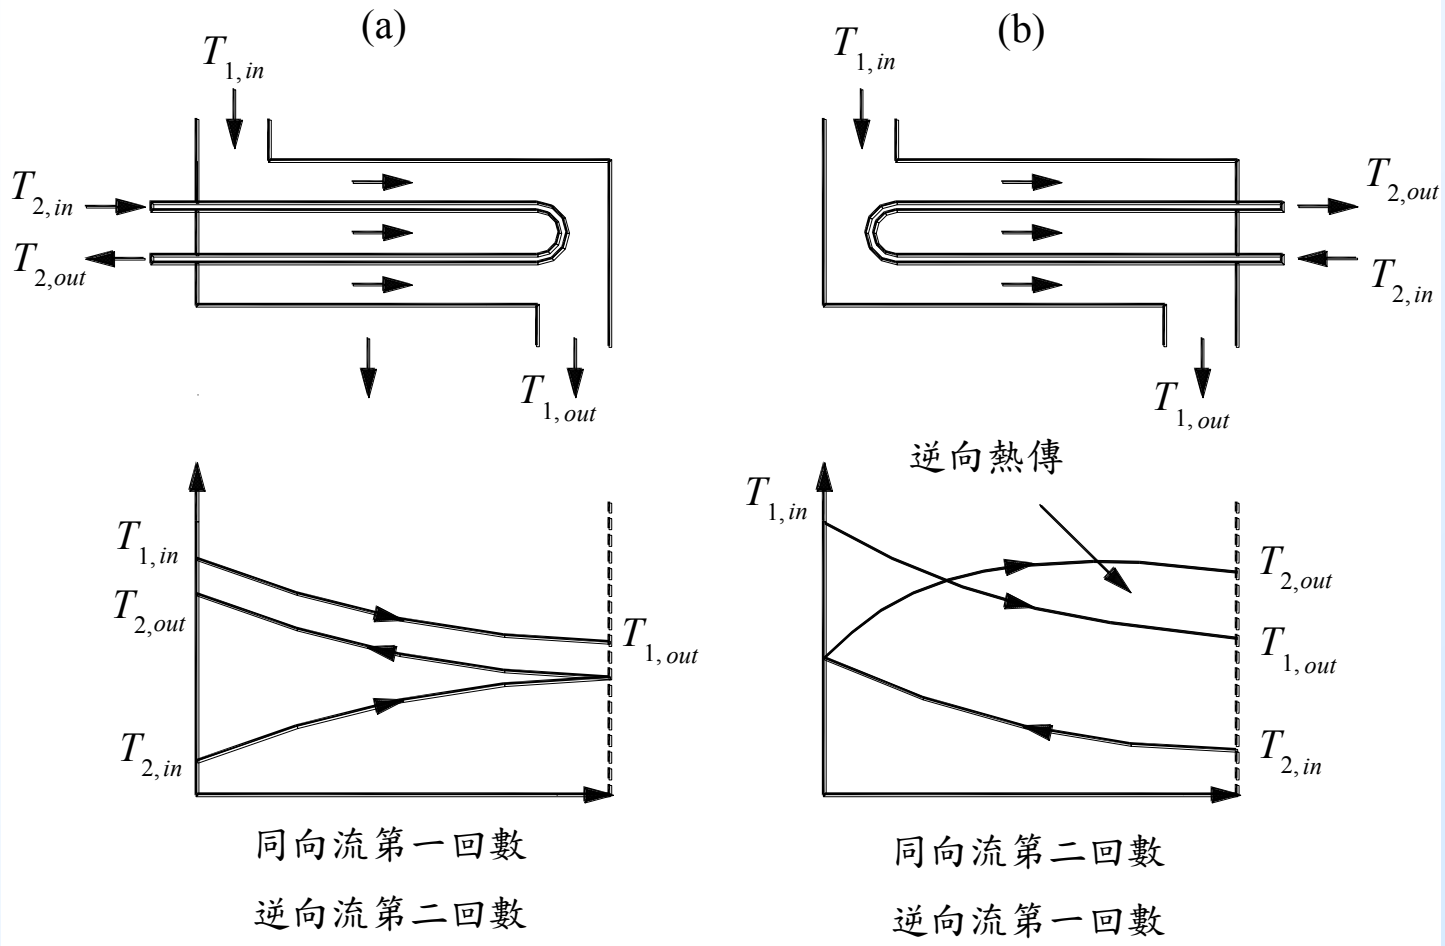 (a)
T1, in
T2, in
T2, out
T1, out
T1, in
T2, out
T2, in
T1, out
同向流第一回數
逆向流第二回數
(b)
T1, in
T2, out
T2, in
T1, out
逆向熱傳
T1, in
T2, out
T1, out
T2, in
同向流第二回數
逆向流第一回數